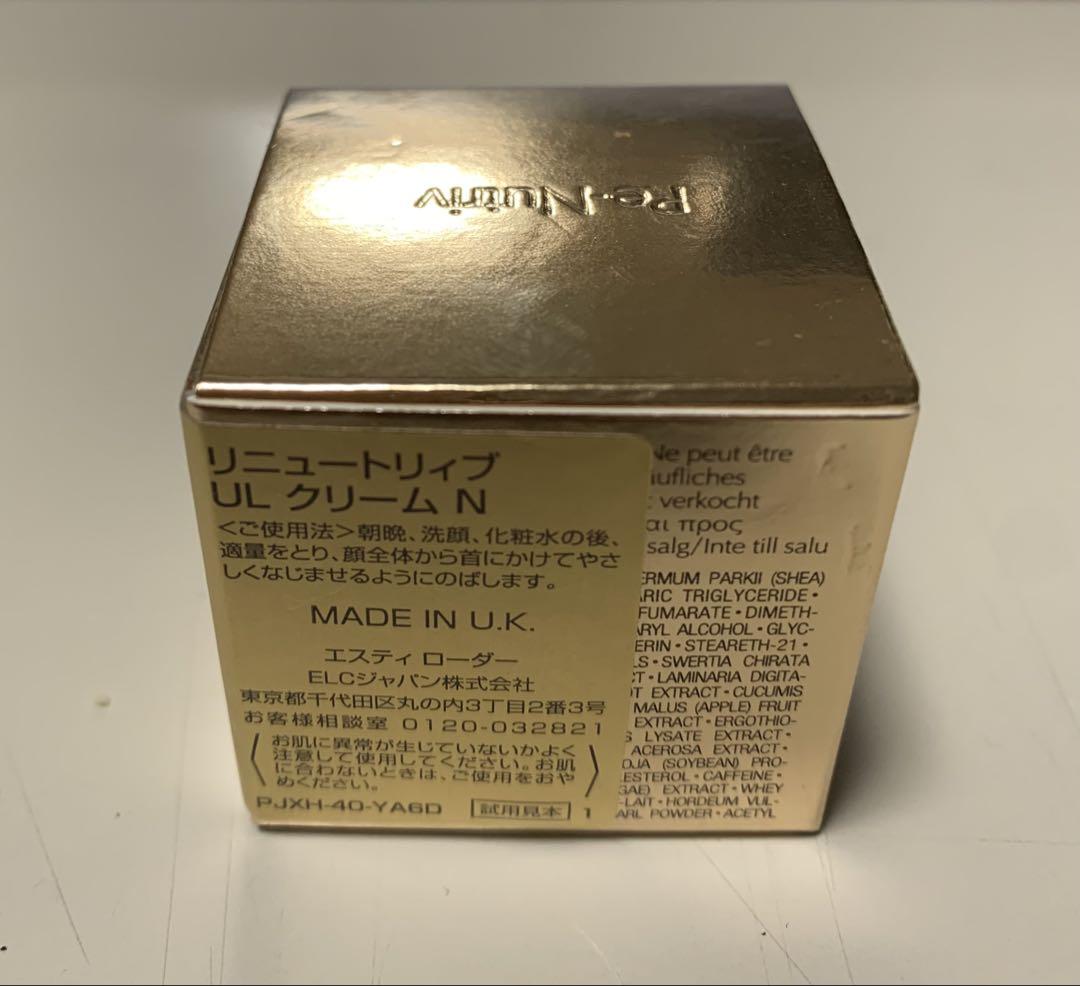 Re-Nutriv
リニュートリィブ
UL クリーム N
＜ご使用法＞朝晩、洗顔、化粧水の後、
適量をとり、顔全体から首にかけてやさ
しくなじませるようにのばします。
MADE IN U.K.
エスティ ローダー
ELCジャパン株式会社
東京都千代田区丸の内3丁目2番3号
お客様相談室 0120-032821
お肌に異常が生じていないかよく
注意して使用してください。お肌
に合わないときは、ご使用をおや
めください。
PJXH-40-YA6D 試用見本 1
Ne peut être
äufliches
verkocht
αι προς
salg/Inte till salu
ERMUM PARKII (SHEA)
RIC TRIGLYCERIDE•
FUMARATE•DIMETH-
ARYL ALCOHOL•GLYC-
ERIN•STEARETH-21•
LS•SWERTIA CHIRATA
CT•LAMINARIA DIGITA-
OT EXTRACT•CUCUMIS
MALUS (APPLE) FRUIT
EXTRACT•ERGOTHIO-
S LYSATE EXTRACT•
ACEROSA EXTRACT•
OJA (SOYBEAN) PRO-
LESTEROL•CAFFEINE•
GAE) EXTRACT•WHEY
-LAIT•HORDEUM VUL-
ARL POWDER•ACETYL